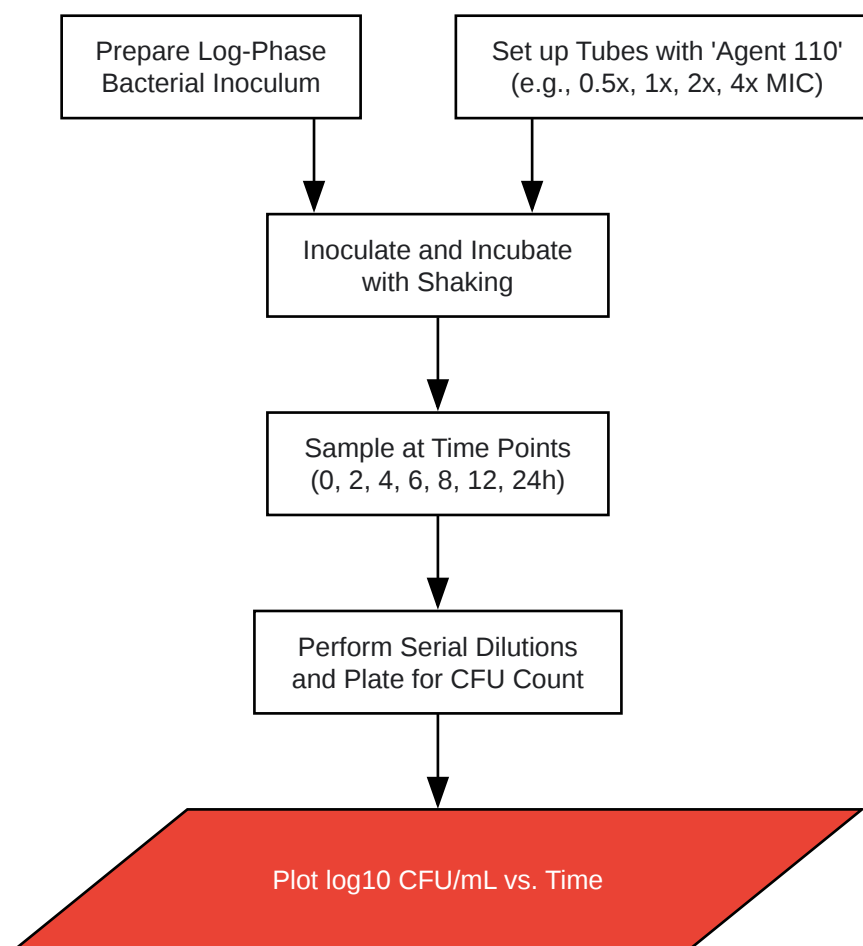 Prepare Log-Phase
Bacterial Inoculum
Set up Tubes with 'Agent 110'
(e.g., 0.5x, 1x, 2x, 4x MIC)
Inoculate and Incubate
with Shaking
Sample at Time Points
(0, 2, 4, 6, 8, 12, 24h)
Perform Serial Dilutions
and Plate for CFU Count
Plot log10 CFU/mL vs. Time